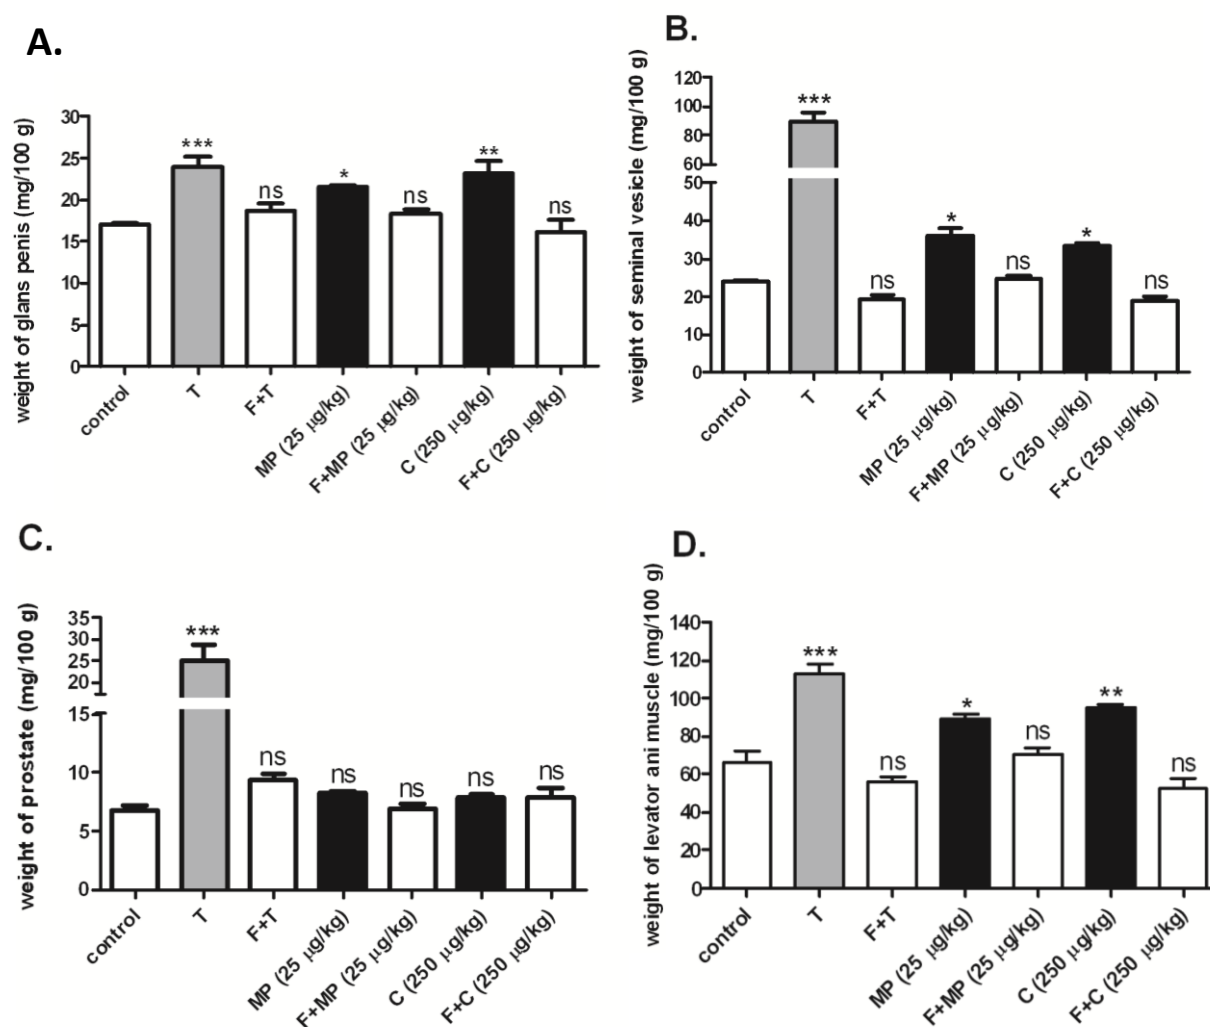 A.
weight of glans penis (mg/100 g)
30
25
20
15
10
5
0
***
ns
*
ns
**
ns
control
T
F+T
MP (25 µg/kg)
F+MP (25 µg/kg)
C (250 µg/kg)
F+C (250 µg/kg)
B.
weight of seminal vesicle (mg/100 g)
120
100
80
60
50
40
30
20
10
0
***
ns
*
ns
*
ns
control
T
F+T
MP (25 µg/kg)
F+MP (25 µg/kg)
C (250 µg/kg)
F+C (250 µg/kg)
C.
weight of prostate (mg/100 g)
35
30
25
20
15
10
5
0
***
ns
ns
ns
ns
ns
control
T
F+T
MP (25 µg/kg)
F+MP (25 µg/kg)
C (250 µg/kg)
F+C (250 µg/kg)
D.
weight of levator ani muscle (mg/100 g)
140
120
100
80
60
40
20
0
***
ns
*
ns
**
ns
control
T
F+T
MP (25 µg/kg)
F+MP (25 µg/kg)
C (250 µg/kg)
F+C (250 µg/kg)